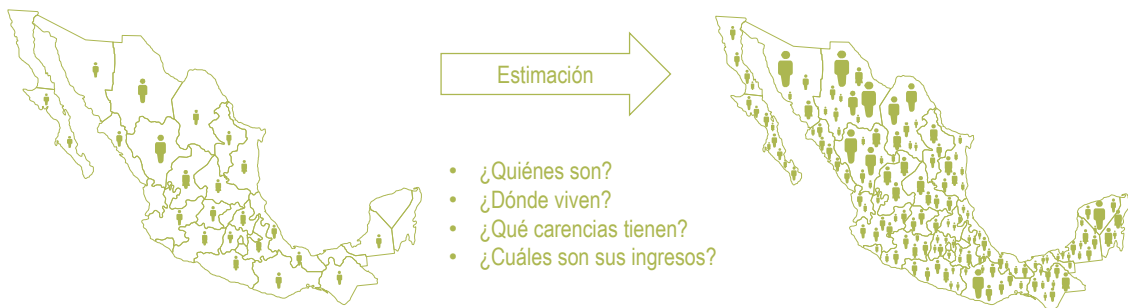 Estimación
• ¿Quiénes son?
• ¿Dónde viven?
• ¿Qué carencias tienen?
• ¿Cuáles son sus ingresos?